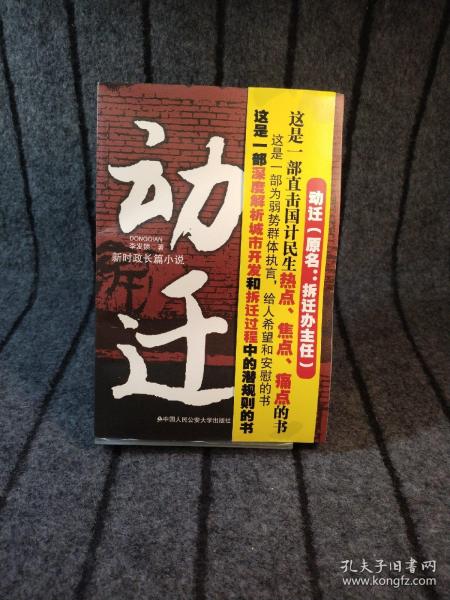 动迁
DONGQIAN
李发锁 著
新时政长篇小说
中国人民公安大学出版社
动迁（原名：拆迁办主任）
这是一部直击国计民生热点、焦点、痛点的书
这是一部为弱势群体执言，给人希望和安慰的书
这是一部深度解析城市开发和拆迁过程中的潜规则的书
孔夫子旧书网
www.kongfz.com